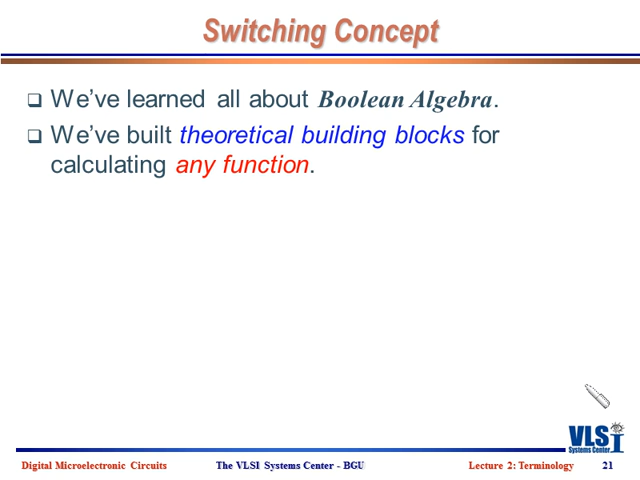 Switching Concept
We've learned all about Boolean Algebra.
We've built theoretical building blocks for
calculating any function.
VLSI
Systems Center
Digital Microelectronic Circuits The VLSI Systems Center - BGU Lecture 2: Terminology 21